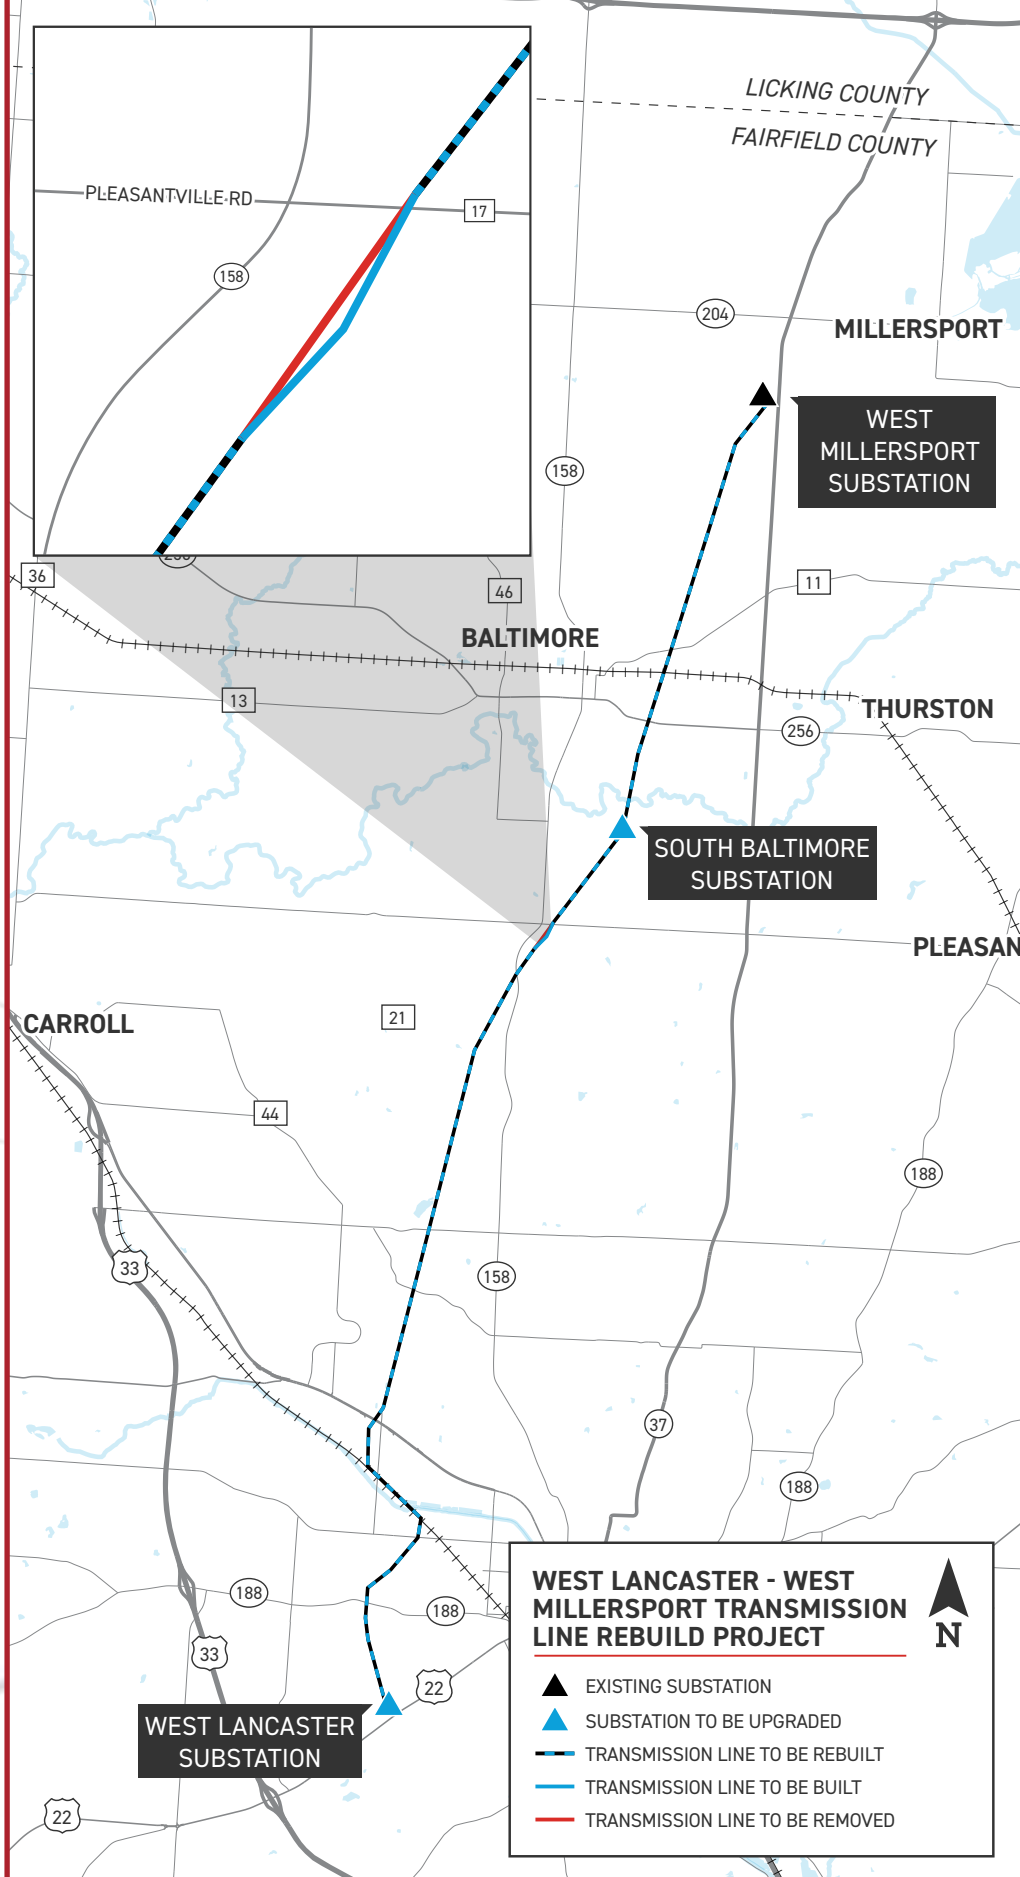 LICKING COUNTY
FAIRFIELD COUNTY
PLEASANTVILLE RD
17
158
204
MILLERSPORT
WEST
MILLERSPORT
SUBSTATION
158
36
46
11
BALTIMORE
13
THURSTON
256
SOUTH BALTIMORE
SUBSTATION
PLEASAN
21
CARROLL
44
188
33
158
37
188
188
188
33
22
WEST LANCASTER
SUBSTATION
22
WEST LANCASTER - WEST
MILLERSPORT TRANSMISSION
LINE REBUILD PROJECT
N
EXISTING SUBSTATION
SUBSTATION TO BE UPGRADED
TRANSMISSION LINE TO BE REBUILT
TRANSMISSION LINE TO BE BUILT
TRANSMISSION LINE TO BE REMOVED